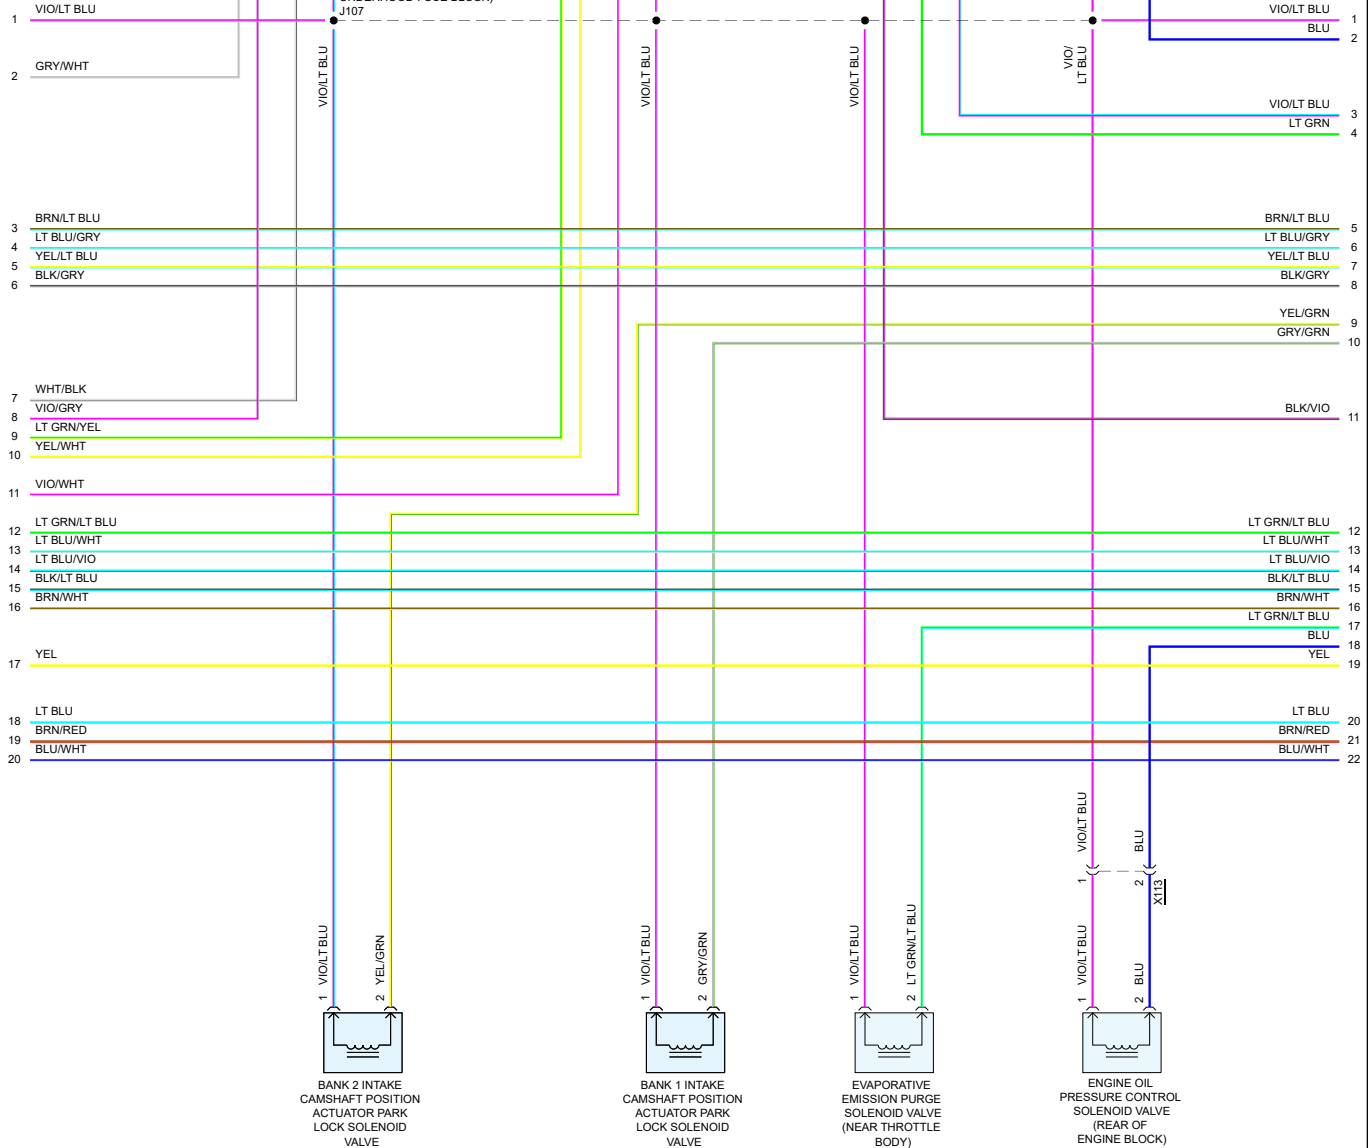 UNDERHOOD FUSE BLOCK)
J107
1 VIO/LT BLU
VIO/LT BLU 1
BLU 2
2 GRY/WHT
VIO/LT BLU
VIO/LT BLU
VIO/LT BLU
VIO/
LT BLU
VIO/LT BLU 3
LT GRN 4
3 BRN/LT BLU
BRN/LT BLU 5
4 LT BLU/GRY
LT BLU/GRY 6
5 YEL/LT BLU
YEL/LT BLU 7
6 BLK/GRY
BLK/GRY 8
YEL/GRN 9
GRY/GRN 10
7 WHT/BLK
8 VIO/GRY
BLK/VIO 11
9 LT GRN/YEL
10 YEL/WHT
11 VIO/WHT
12 LT GRN/LT BLU
LT GRN/LT BLU 12
13 LT BLU/WHT
LT BLU/WHT 13
14 LT BLU/VIO
LT BLU/VIO 14
15 BLK/LT BLU
BLK/LT BLU 15
16 BRN/WHT
BRN/WHT 16
LT GRN/LT BLU 17
BLU 18
17 YEL
YEL 19
18 LT BLU
LT BLU 20
19 BRN/RED
BRN/RED 21
20 BLU/WHT
BLU/WHT 22
VIO/LT BLU
BLU
1
2
X113
1 VIO/LT BLU
2 YEL/GRN
1 VIO/LT BLU
2 GRY/GRN
1 VIO/LT BLU
2 LT GRN/LT BLU
1 VIO/LT BLU
2 BLU
BANK 2 INTAKE
CAMSHAFT POSITION
ACTUATOR PARK
LOCK SOLENOID
VALVE
BANK 1 INTAKE
CAMSHAFT POSITION
ACTUATOR PARK
LOCK SOLENOID
VALVE
EVAPORATIVE
EMISSION PURGE
SOLENOID VALVE
(NEAR THROTTLE
BODY)
ENGINE OIL
PRESSURE CONTROL
SOLENOID VALVE
(REAR OF
ENGINE BLOCK)